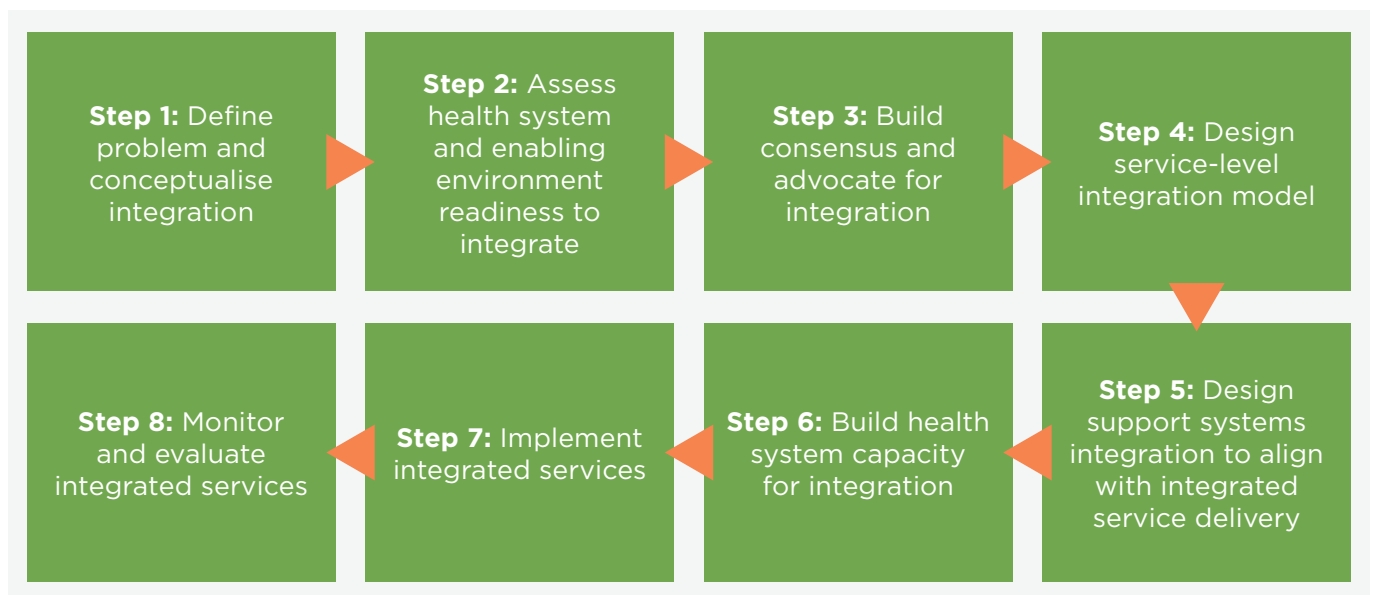 Step 1: Define
problem and
conceptualise
integration
Step 2: Assess
health system
and enabling
environment
readiness to
integrate
Step 3: Build
consensus and
advocate for
integration
Step 4: Design
service-level
integration model
Step 5: Design
support systems
integration to align
with integrated
service delivery
Step 6: Build health
system capacity
for integration
Step 7: Implement
integrated services
Step 8: Monitor
and evaluate
integrated services